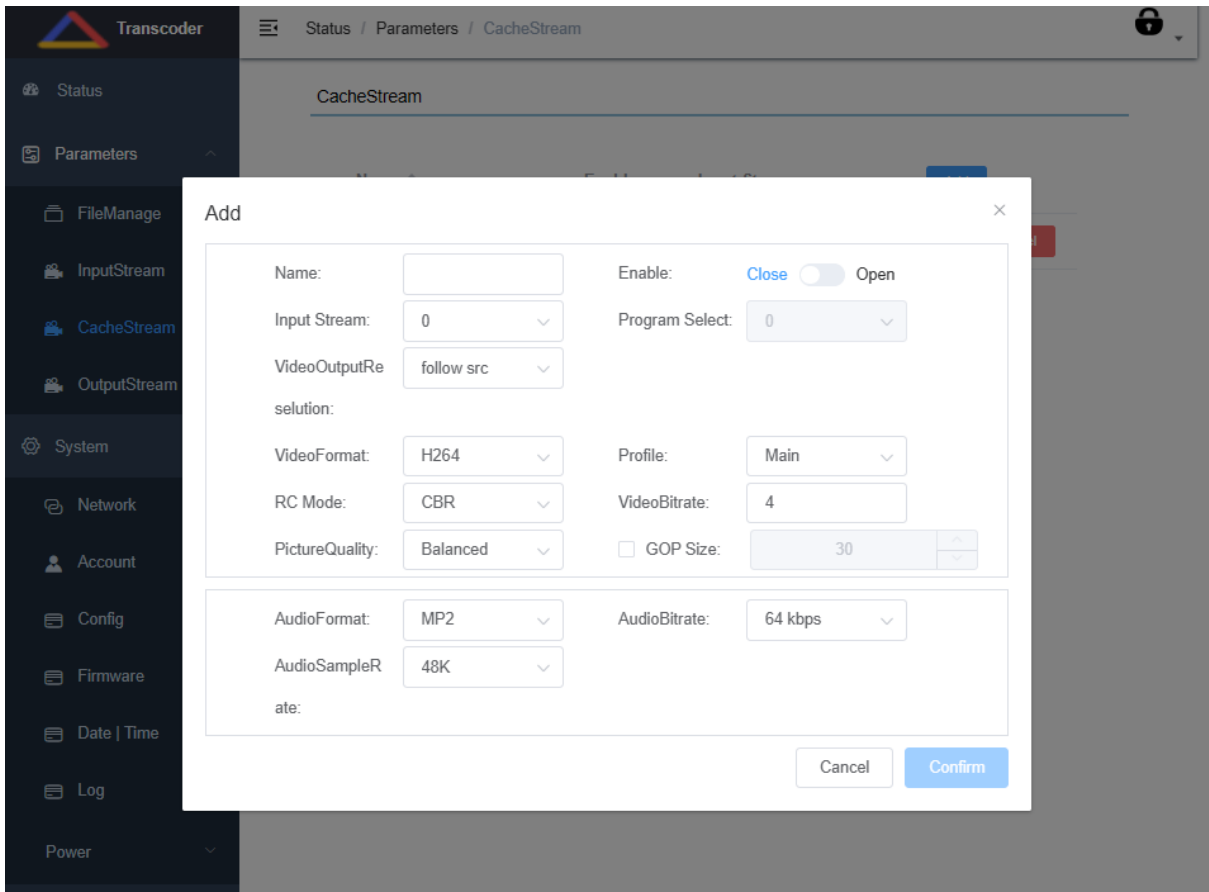 Transcoder
Status / Parameters / CacheStream
Status
CacheStream
Parameters
FileManage
InputStream
CacheStream
OutputStream
System
Network
Account
Config
Firmware
Date | Time
Log
Power
Add
Name:
Enable: Close Open
Input Stream: 0
Program Select: 0
VideoOutputRe
selution:
follow src
VideoFormat: H264
Profile: Main
RC Mode: CBR
VideoBitrate: 4
PictureQuality: Balanced
GOP Size: 30
AudioFormat: MP2
AudioBitrate: 64 kbps
AudioSampleR
ate:
48K
Cancel
Confirm